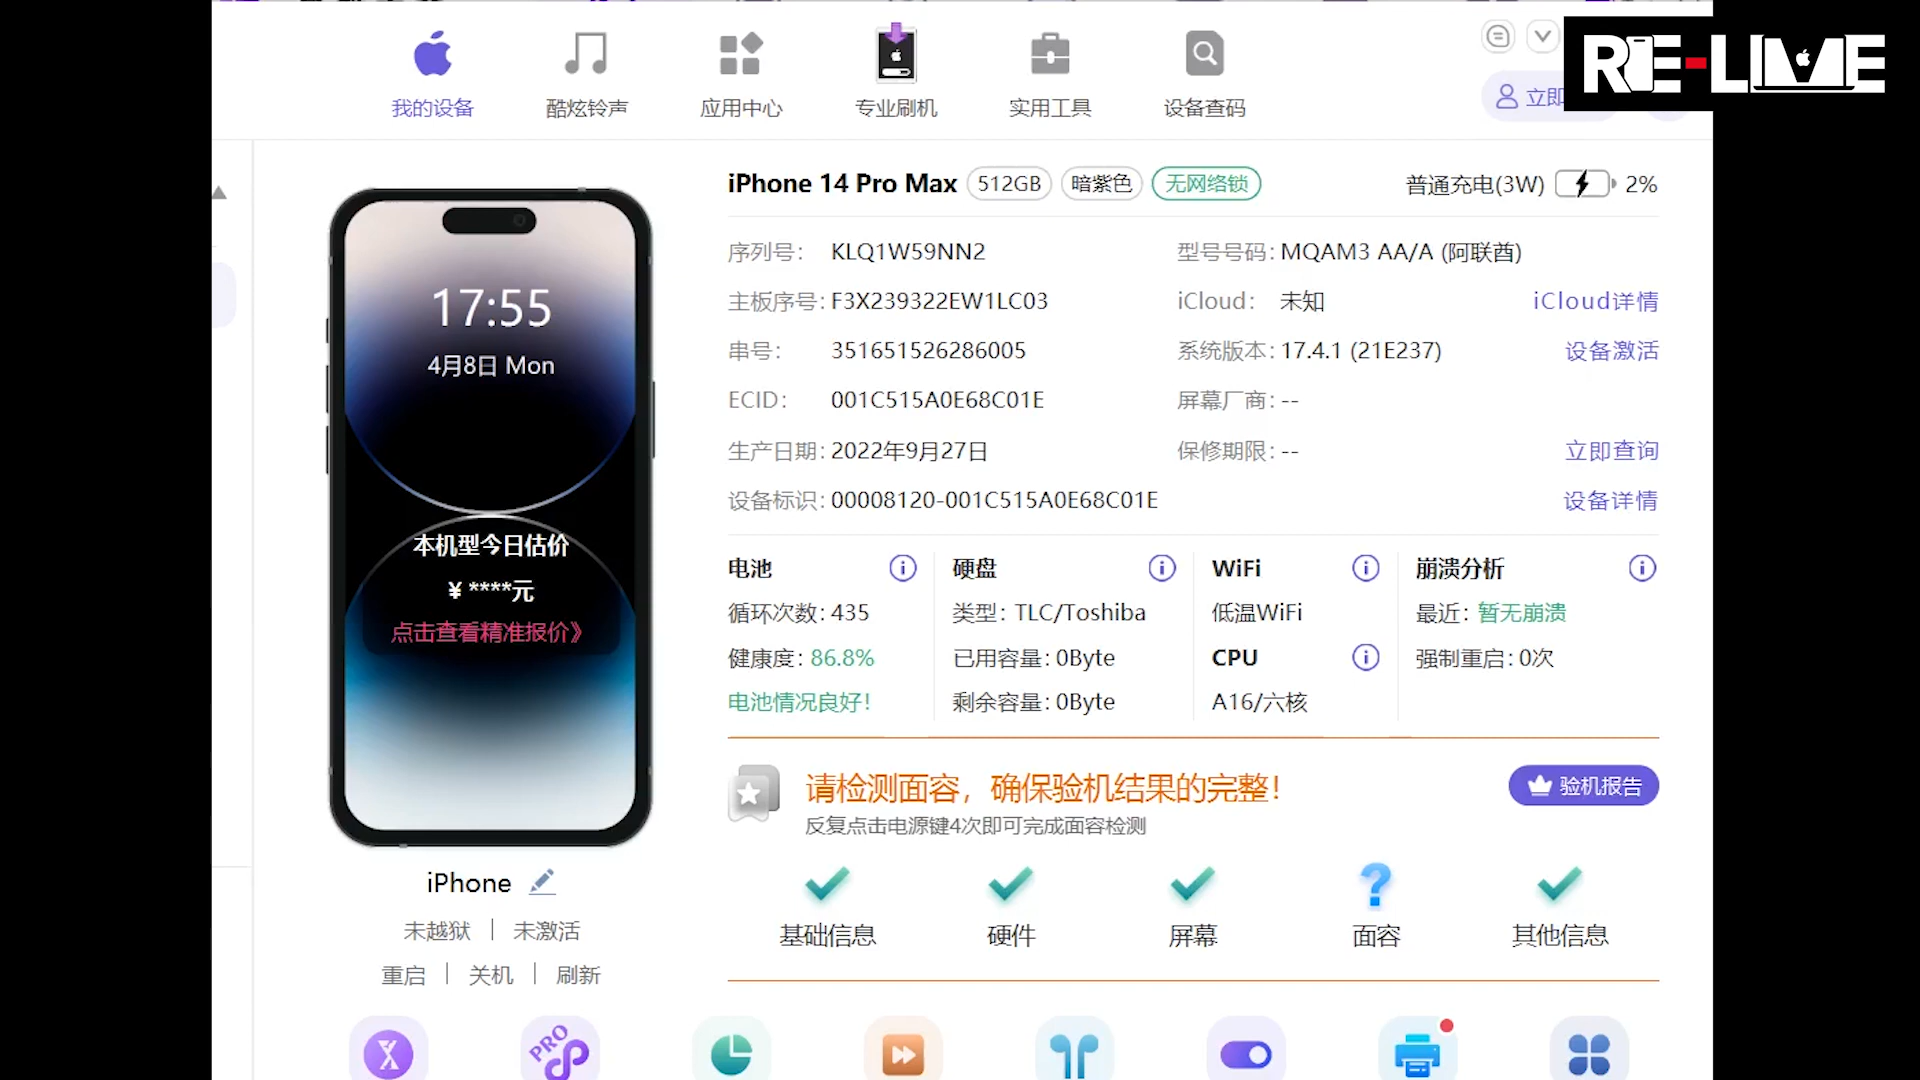 RE-LIVE
我的设备
酷炫铃声
应用中心
专业刷机
实用工具
设备查码
立即
iPhone 14 Pro Max 512GB 暗紫色 无网络锁
普通充电(3W) 2%
序列号: KLQ1W59NN2
型号号码: MQAM3 AA/A (阿联酋)
主板序号: F3X239322EW1LC03
iCloud: 未知 iCloud详情
串号: 351651526286005
系统版本: 17.4.1 (21E237) 设备激活
ECID: 001C515A0E68C01E
屏幕厂商: --
生产日期: 2022年9月27日
保修期限: -- 立即查询
设备标识: 00008120-001C515A0E68C01E
设备详情
17:55
4月8日 Mon
本机型今日估价
¥ ****元
点击查看精准报价》
电池
循环次数: 435
健康度: 86.8%
电池情况良好!
硬盘
类型: TLC/Toshiba
已用容量: 0Byte
剩余容量: 0Byte
WiFi
低温WiFi
CPU
A16/六核
崩溃分析
最近: 暂无崩溃
强制重启: 0次
请检测面容，确保验机结果的完整!
反复点击电源键4次即可完成面容检测
验机报告
基础信息
硬件
屏幕
面容
其他信息
iPhone
未越狱 | 未激活
重启 | 关机 | 刷新
PRO